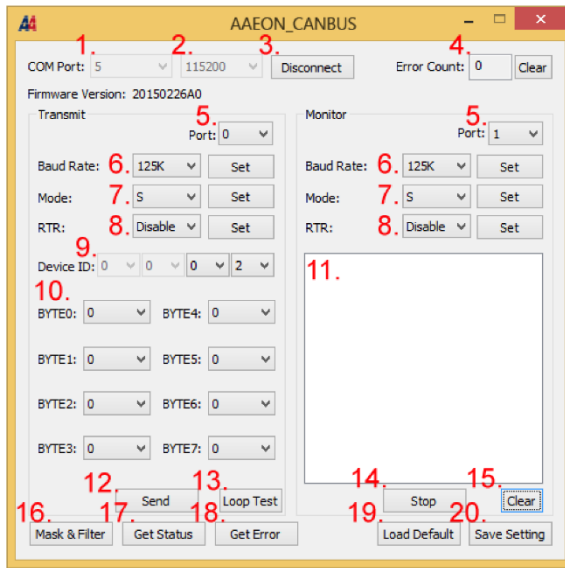 AAEON_CANBUS
1. 2. 3. 4.
COM Port: 5 115200 Disconnect Error Count: 0 Clear
Firmware Version: 20150226A0
Transmit
5.
Port: 0
Baud Rate: 6. 125K Set
Mode: 7. S Set
RTR: 8. Disable Set
9.
Device ID: 0 0 0 2
10.
BYTE0: 0 BYTE4: 0
BYTE1: 0 BYTE5: 0
BYTE2: 0 BYTE6: 0
BYTE3: 0 BYTE7: 0
12. 13.
Send Loop Test
Monitor
5.
Port: 1
Baud Rate: 6. 125K Set
Mode: 7. S Set
RTR: 8. Disable Set
11.
14. 15.
Stop Clear
16. 17. 18. 19. 20.
Mask & Filter Get Status Get Error Load Default Save Setting